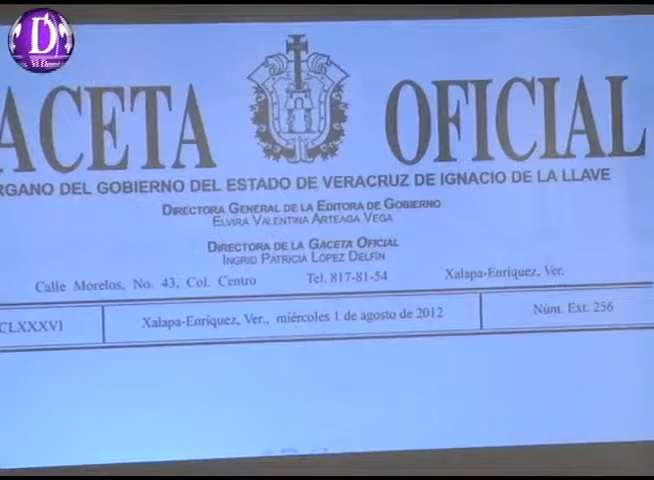 D
ACETA OFICIAL
RGANO DEL GOBIERNO DEL ESTADO DE VERACRUZ DE IGNACIO DE LA LLAVE
DIRECTORA GENERAL DE LA EDITORA DE GOBIERNO
ELVIRA VALENTINA ARTEAGA VEGA
DIRECTORA DE LA GACETA OFICIAL
INGRID PATRICIA LÓPEZ DELFÍN
Calle Morelos, No. 43, Col. Centro Tel. 817-81-54 Xalapa-Enríquez, Ver.
CLXXXVI Xalapa-Enríquez, Ver., miércoles 1 de agosto de 2012 Núm. Ext. 256